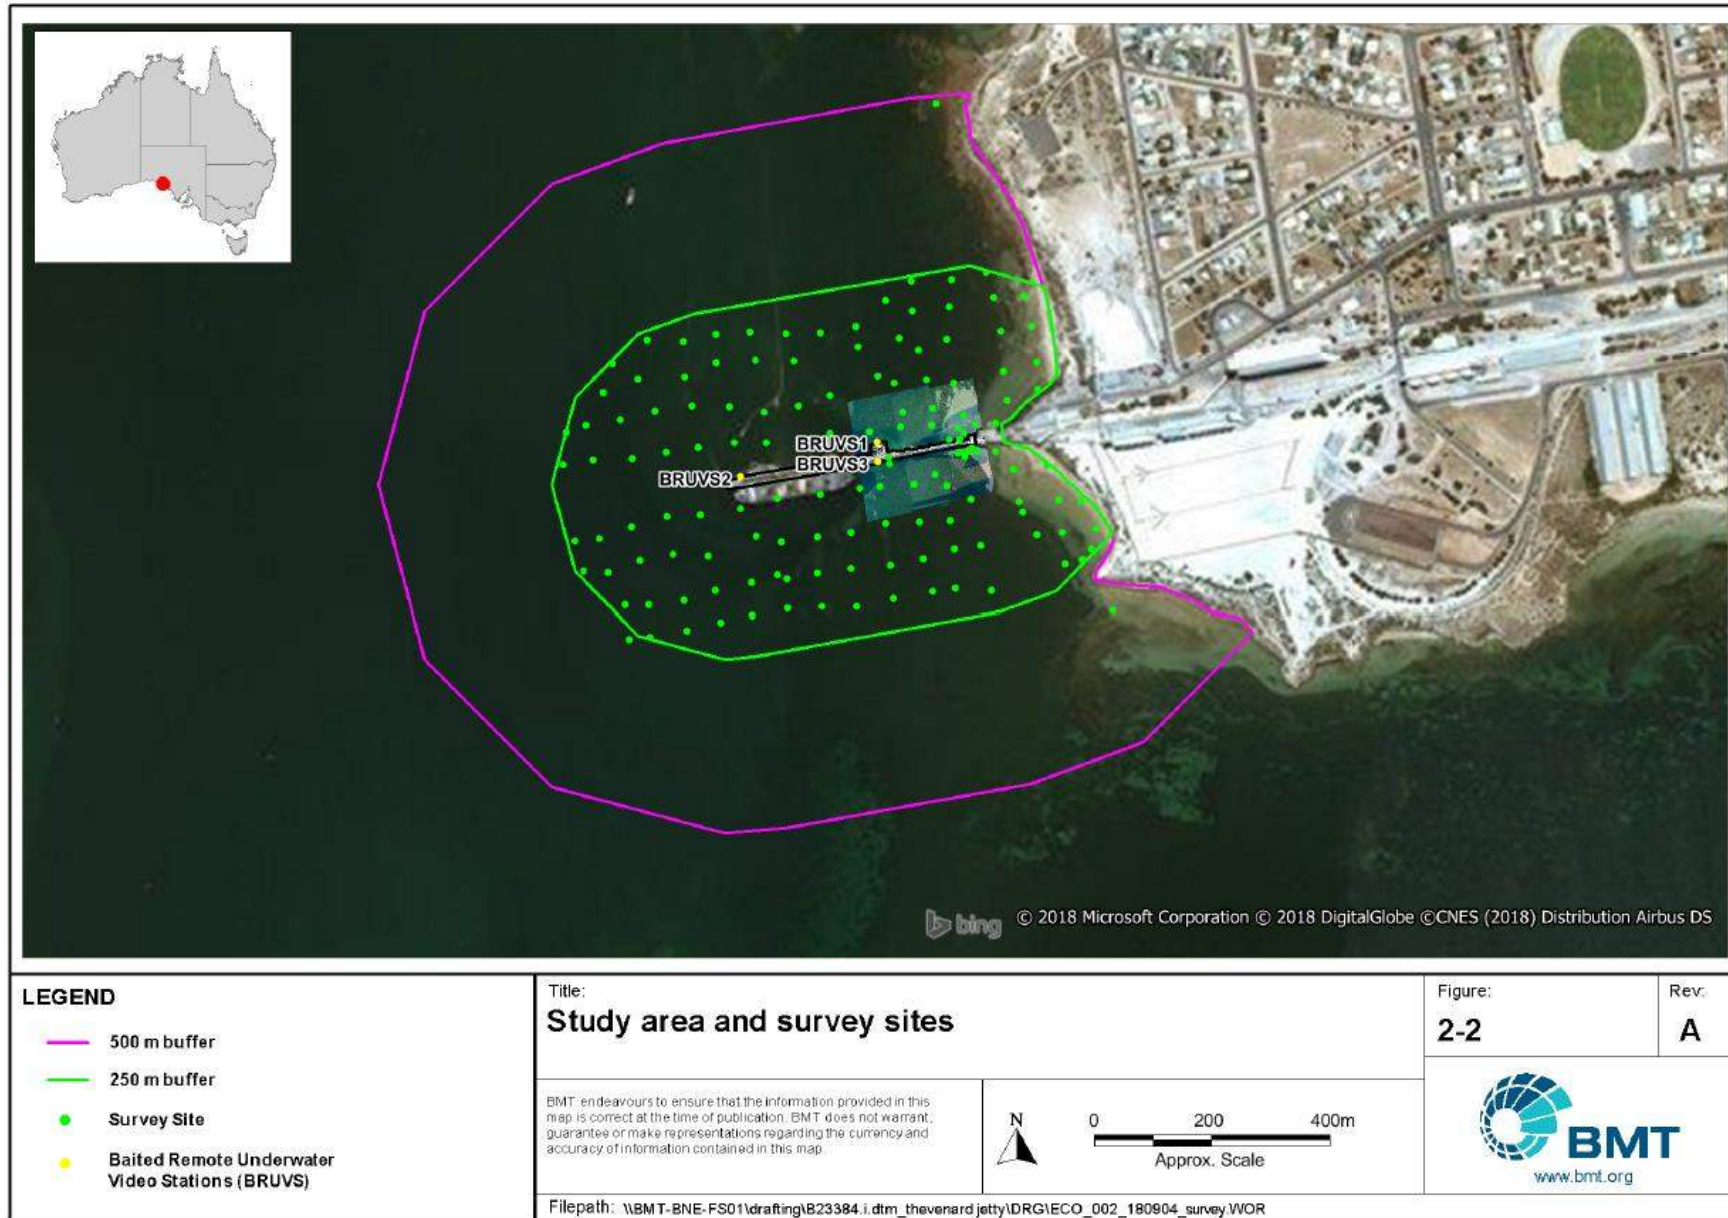 BRUVS1
BRUVS3
BRUVS2
bing
© 2018 Microsoft Corporation © 2018 DigitalGlobe ©CNES (2018) Distribution Airbus DS
LEGEND
500 m buffer
250 m buffer
Survey Site
Baited Remote Underwater
Video Stations (BRUVS)
Title:
Study area and survey sites
BMT endeavours to ensure that the information provided in this
map is correct at the time of publication. BMT does not warrant,
guarantee or make representations regarding the currency and
accuracy of information contained in this map.
N
0 200 400m
Approx. Scale
Figure:
2-2
Rev:
A
BMT
www.bmt.org
Filepath: \\BMT-BNE-FS01\drafting\B23384.i.dtm_thevenard jetty\DRG\ECO_002_180904_survey.WOR